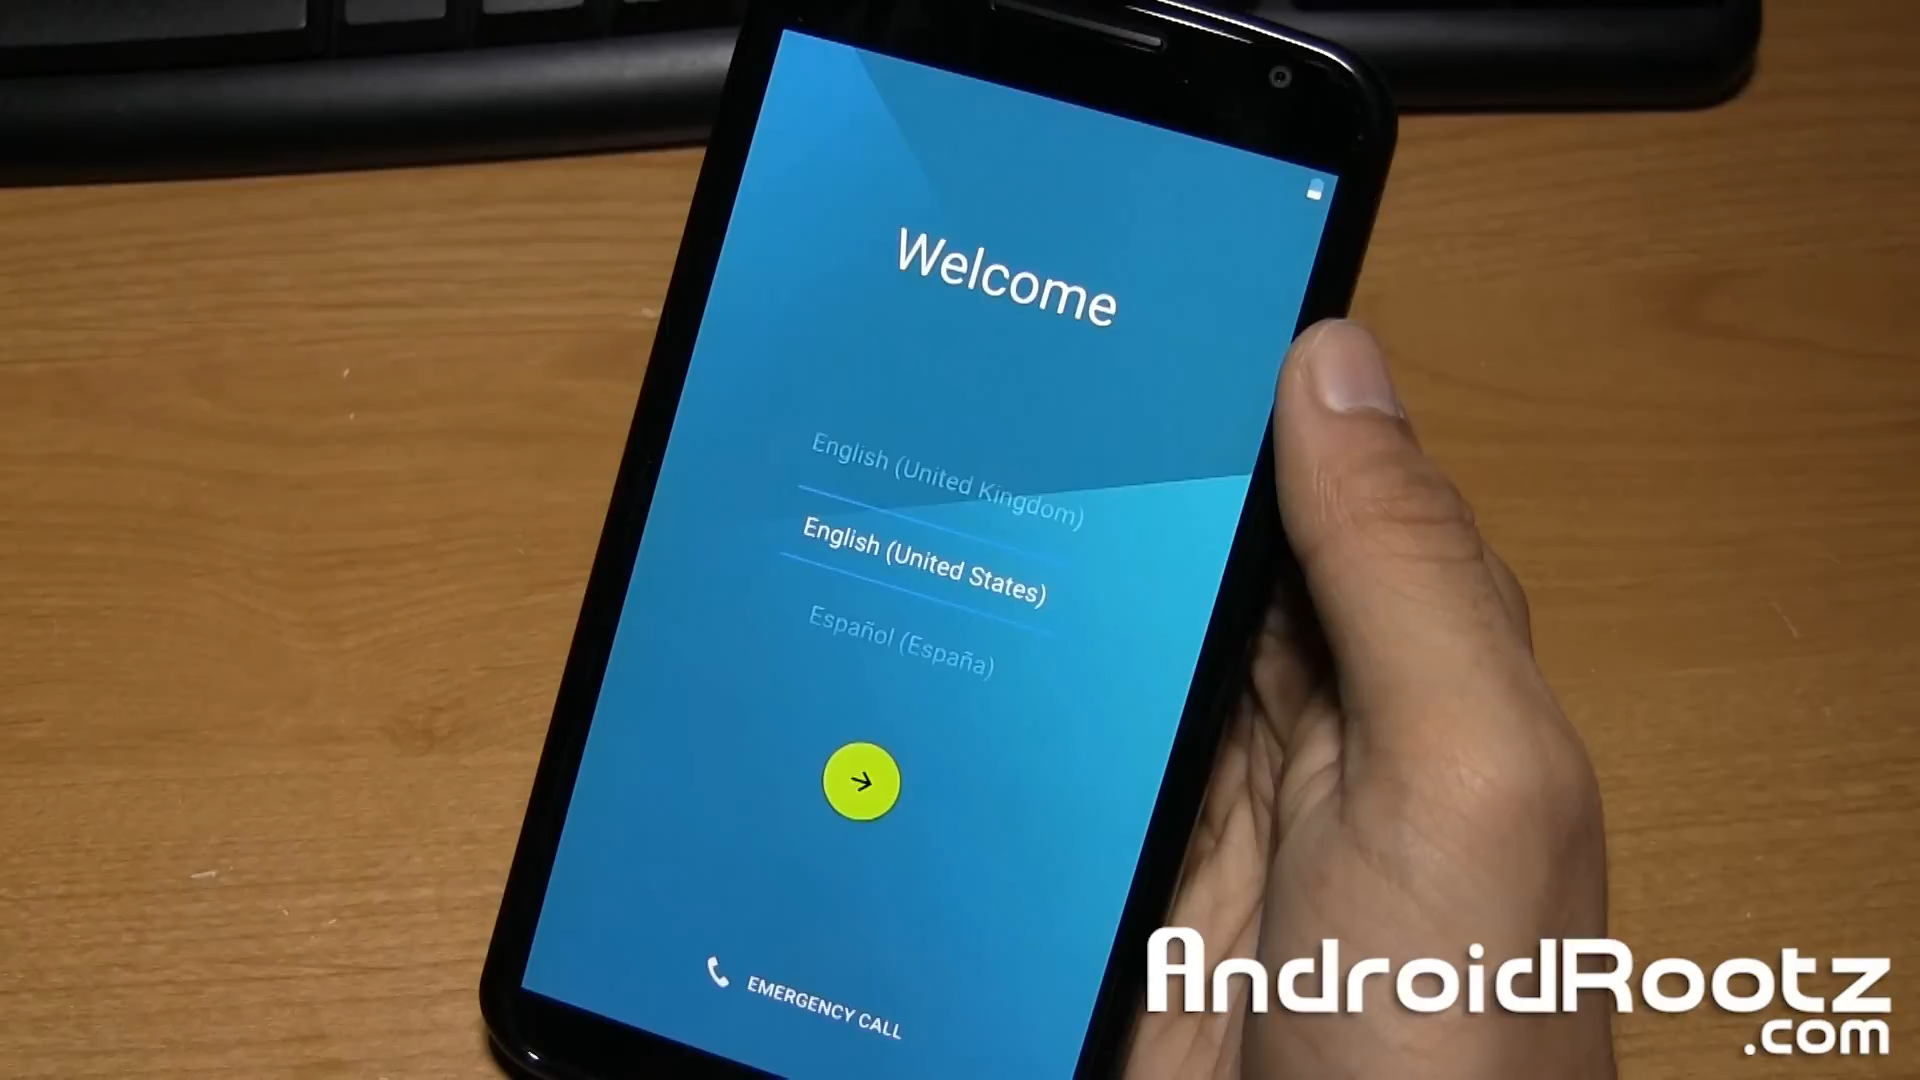 Welcome
English (United Kingdom)
English (United States)
Español (España)
EMERGENCY CALL
AndroidRootz
.com